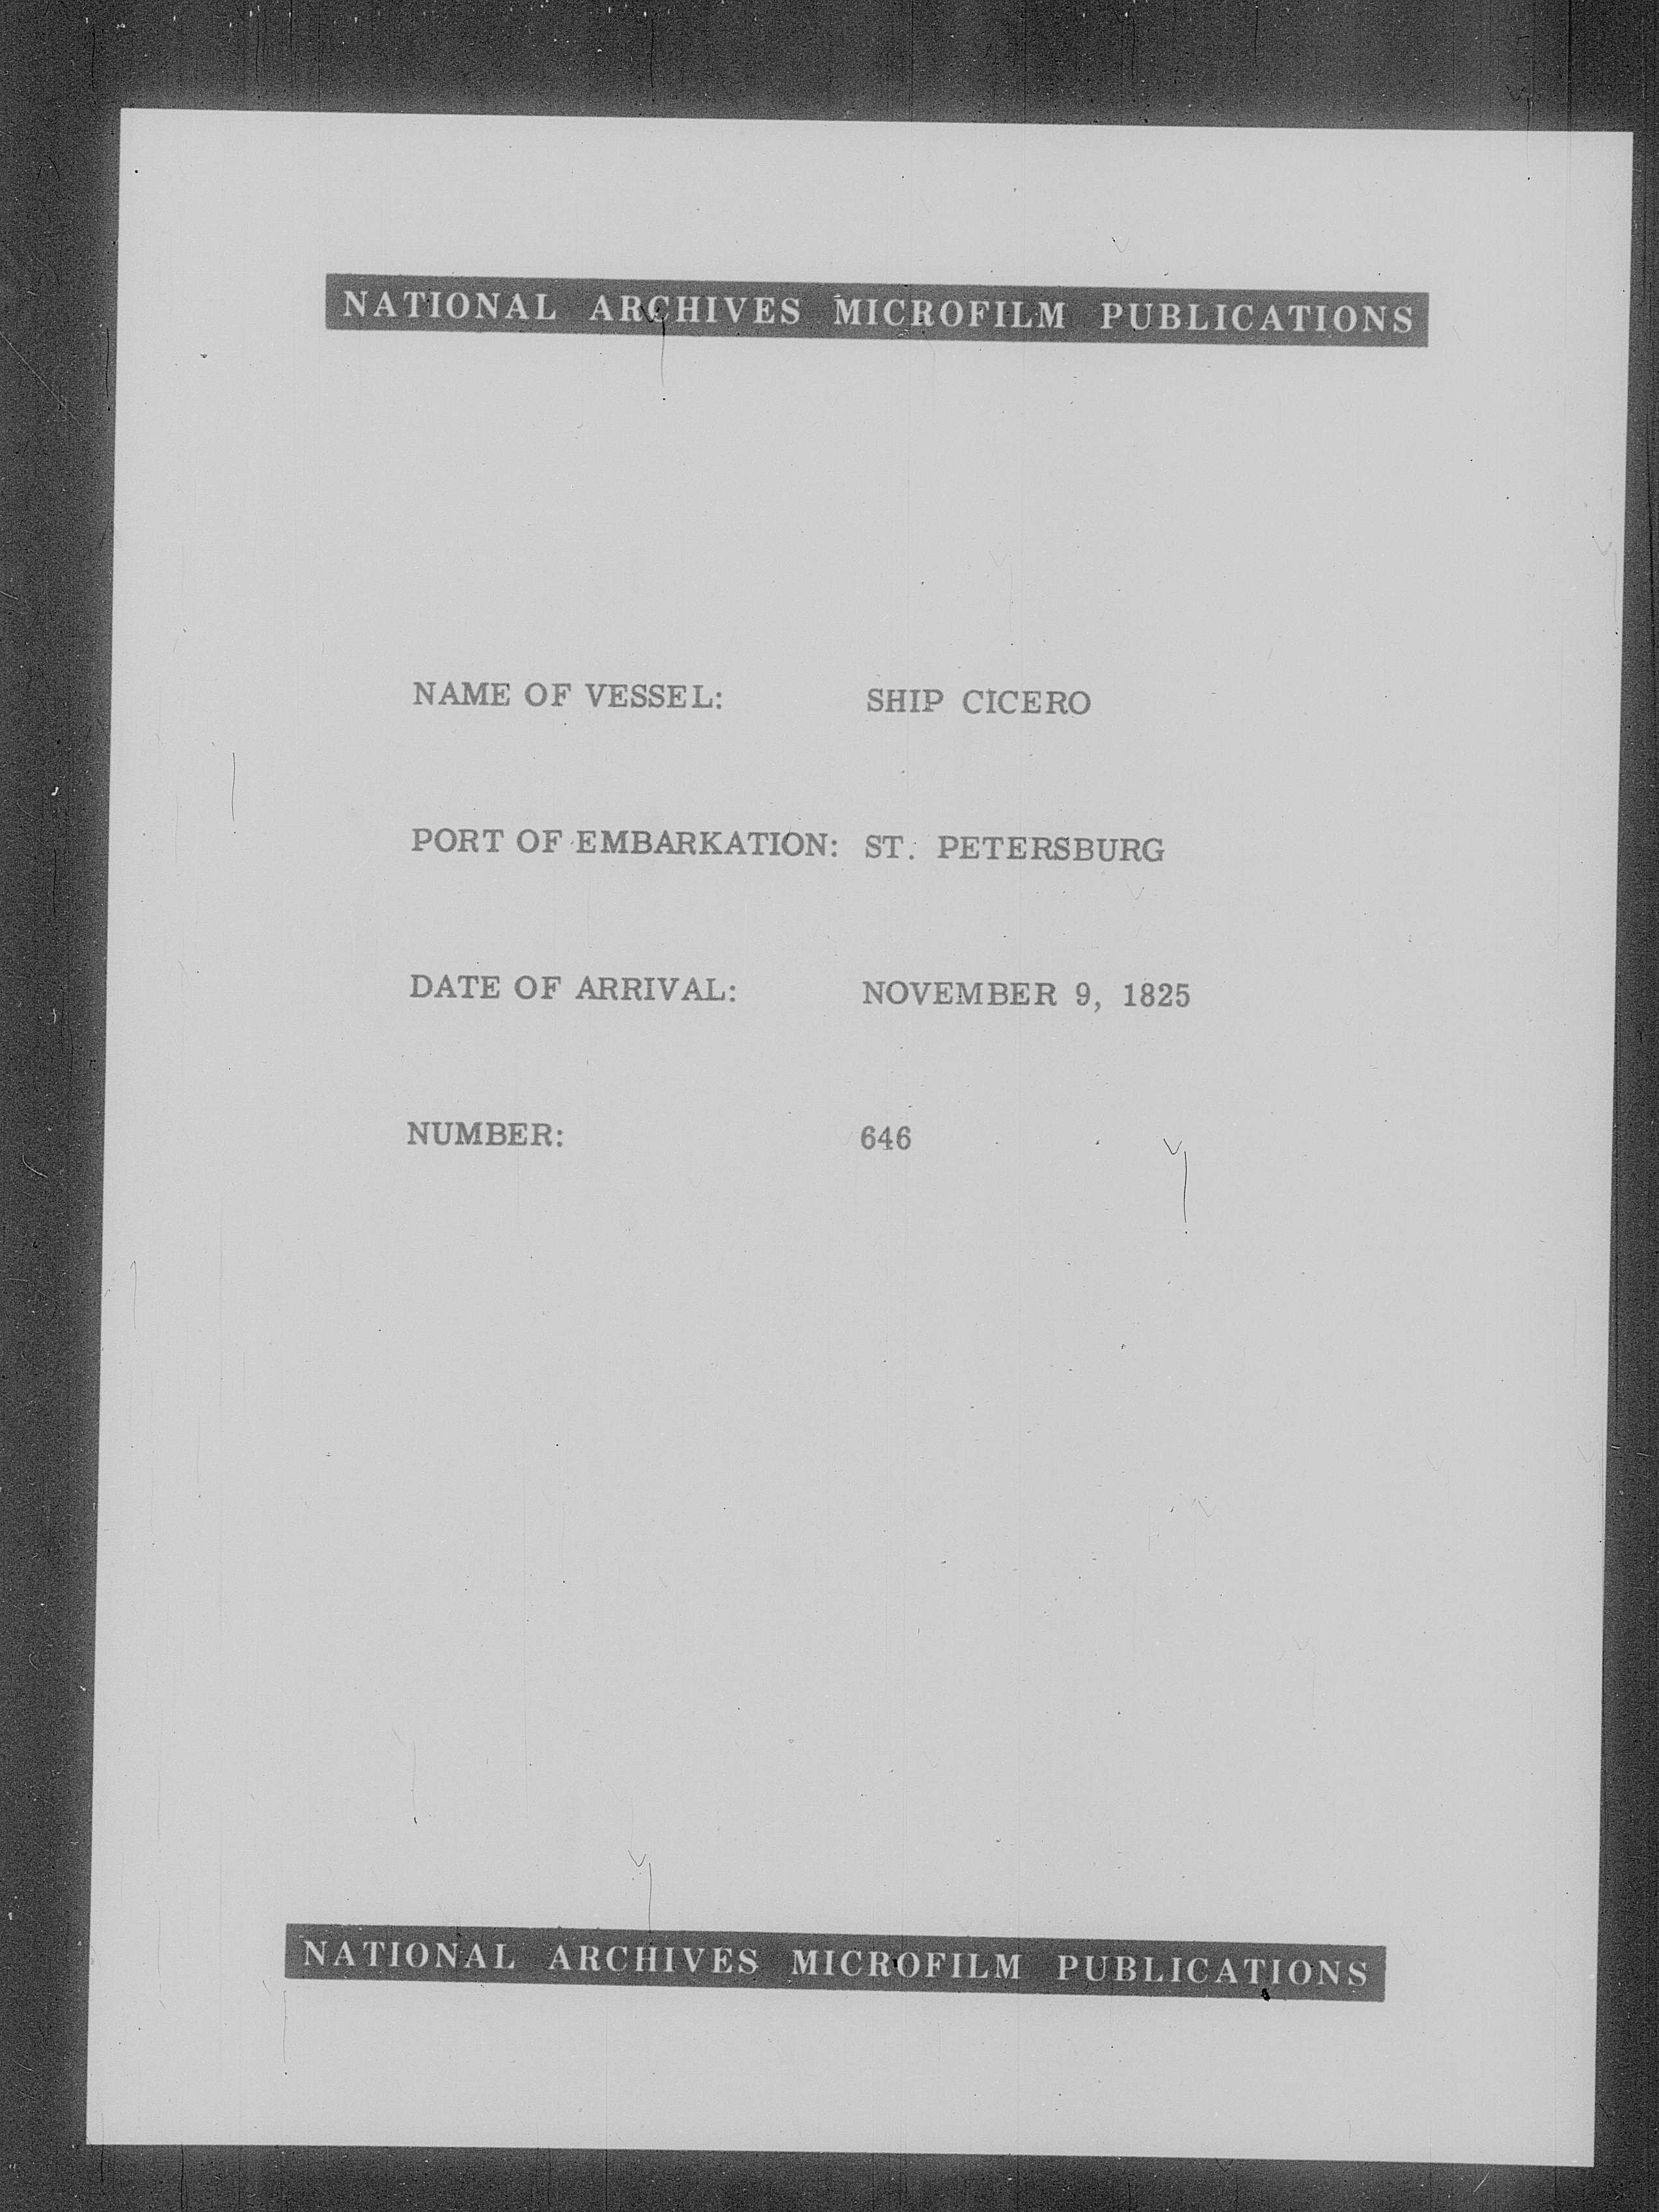 NATIONAL ARCHIVES MICROFILM PUBLICATIONS
NAME OF VESSEL: SHIP CICERO
PORT OF EMBARKATION: ST. PETERSBURG
DATE OF ARRIVAL: NOVEMBER 9, 1825
NUMBER: 646
NATIONAL ARCHIVES MICROFILM PUBLICATIONS